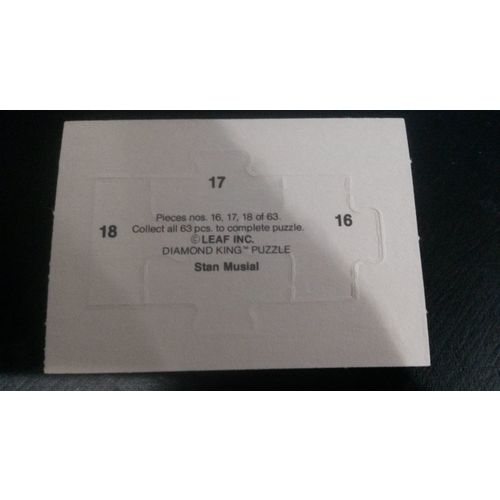 17
18
16
Pieces nos. 16, 17, 18 of 63.
Collect all 63 pcs. to complete puzzle.
©LEAF INC.
DIAMOND KING™ PUZZLE
Stan Musial